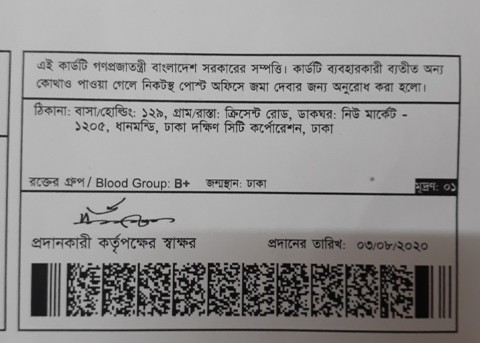 এই কার্ডটি গণপ্রজাতন্ত্রী বাংলাদেশ সরকারের সম্পত্তি। কার্ডটি ব্যবহারকারী ব্যতীত অন্য
কোথাও পাওয়া গেলে নিকটস্থ পোস্ট অফিসে জমা দেবার জন্য অনুরোধ করা হলো।
ঠিকানা: বাসা/হোল্ডিং: ১২৯, গ্রাম/রাস্তা: ক্রিসেন্ট রোড, ডাকঘর: নিউ মার্কেট -
১২০৫, ধানমন্ডি, ঢাকা দক্ষিণ সিটি কর্পোরেশন, ঢাকা
রক্তের গ্রুপ / Blood Group: B+ জন্মস্থান: ঢাকা মুদ্রণ: ০১
প্রদানকারী কর্তৃপক্ষের স্বাক্ষর প্রদানের তারিখ: ০৩/০৮/২০২০